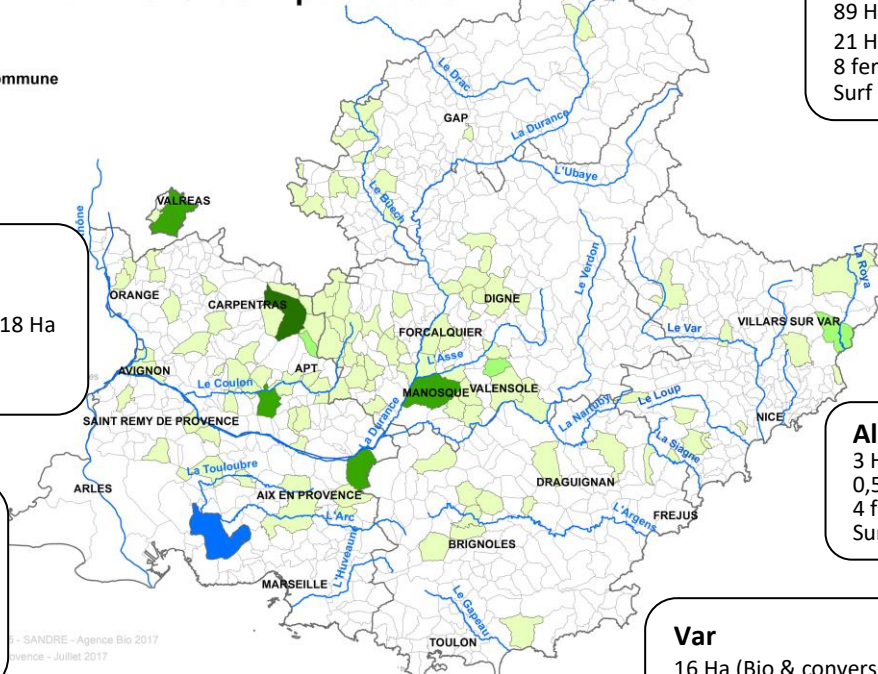 89 H
21 H
8 fer
Surf
mmune
Le Drac
GAP
La Durance
L'Ubaye
Le Buech
VALREAS
hône
18 Ha
ORANGE
CARPENTRAS
Le Verdon
DIGNE
La Roya
VILLARS SUR VAR
FORCALQUIER
Le Var
L'Asse
APT
AVIGNON
Le Coulon
MANOSQUE
VALENSOLE
Le Loup
La Nartuby
NICE
SAINT REMY DE PROVENCE
La Durance
La Siagne
Al
3 H
0,5
4 f
Sur
La Touloubre
ARLES
AIX EN PROVENCE
DRAGUIGNAN
L'Arc
L'Argens
FREJUS
BRIGNOLES
L'Huveaune
MARSEILLE
Le Gapeau
TOULON
5 - SANDRE - Agence Bio 2017
ovence - Juillet 2017
Var
16 Ha (Bio & convers